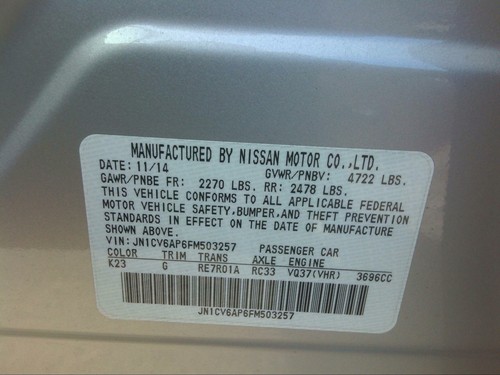 MANUFACTURED BY NISSAN MOTOR CO.,LTD.
DATE: 11/14 GVWR/PNBV: 4722 LBS.
GAWR/PNBE FR: 2270 LBS. RR: 2478 LBS.
THIS VEHICLE CONFORMS TO ALL APPLICABLE FEDERAL
MOTOR VEHICLE SAFETY,BUMPER,AND THEFT PREVENTION
STANDARDS IN EFFECT ON THE DATE OF MANUFACTURE
SHOWN ABOVE.
VIN: JN1CV6AP6FM503257 PASSENGER CAR
COLOR TRIM TRANS AXLE ENGINE
K23 G RE7R01A RC33 VQ37(VHR) 3696CC
JN1CV6AP6FM503257